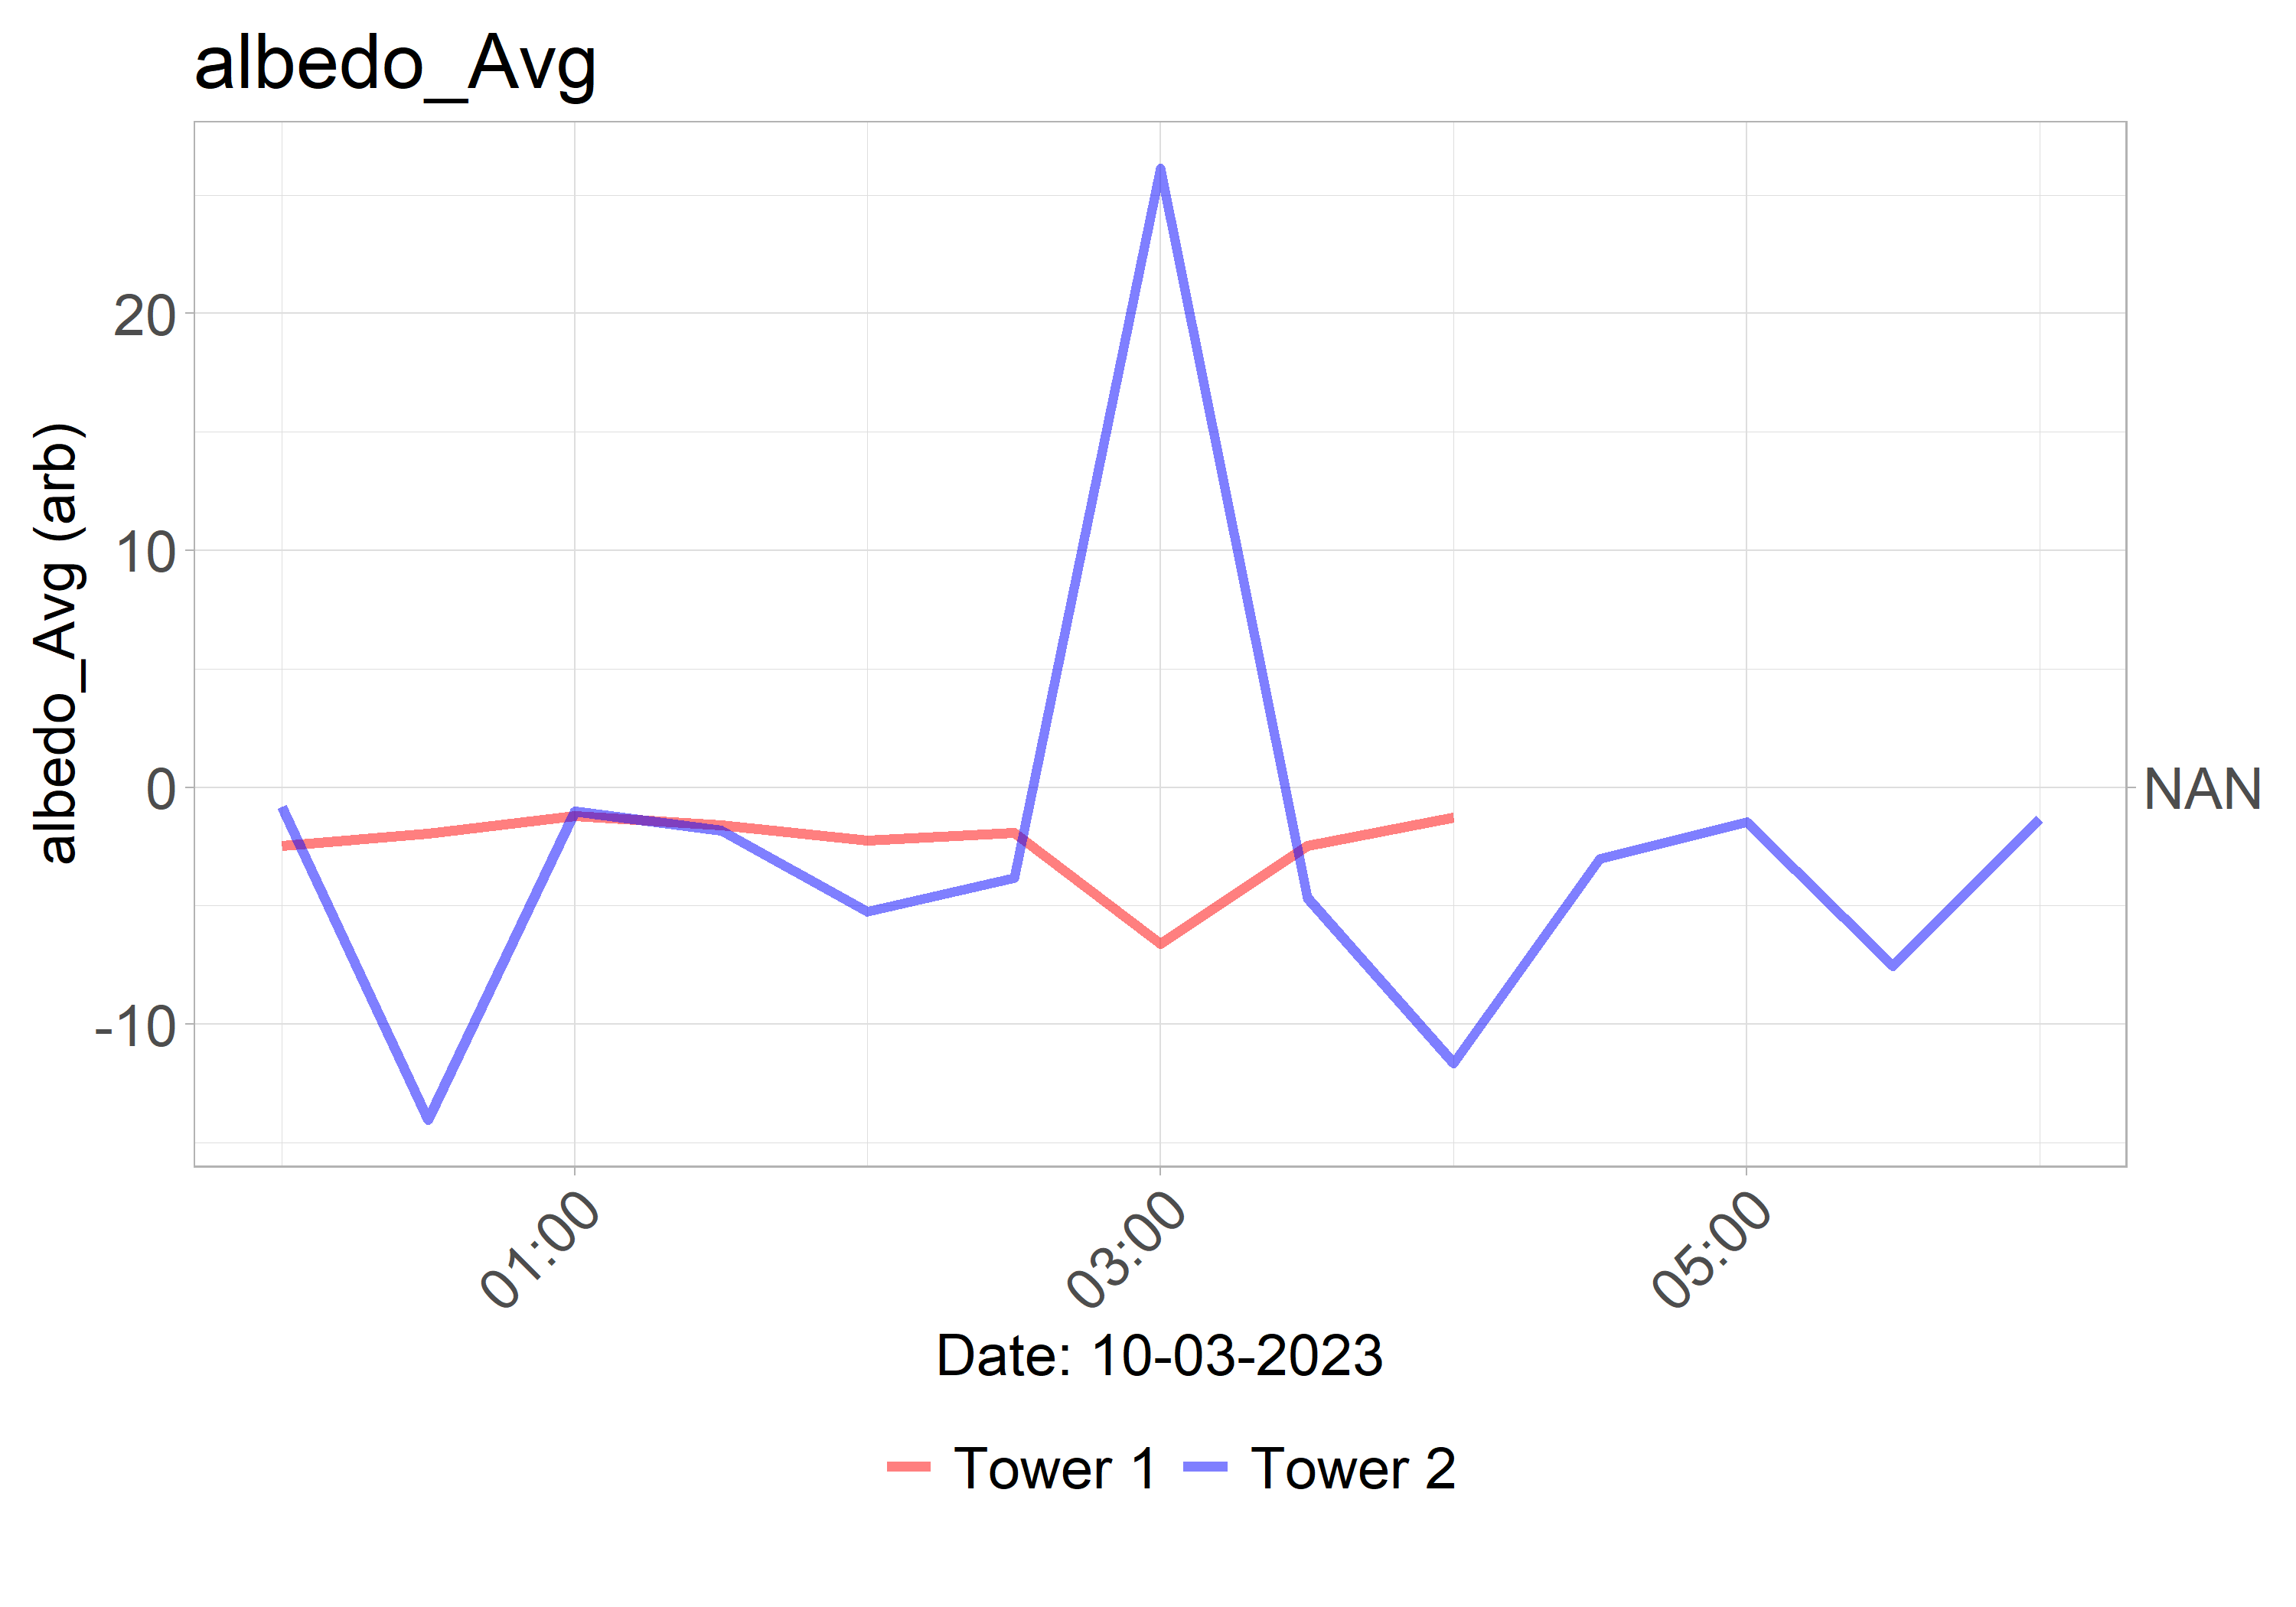 albedo_Avg
albedo_Avg (arb)
20
10
0
-10
NAN
01:00
03:00
05:00
Date: 10-03-2023
Tower 1
Tower 2